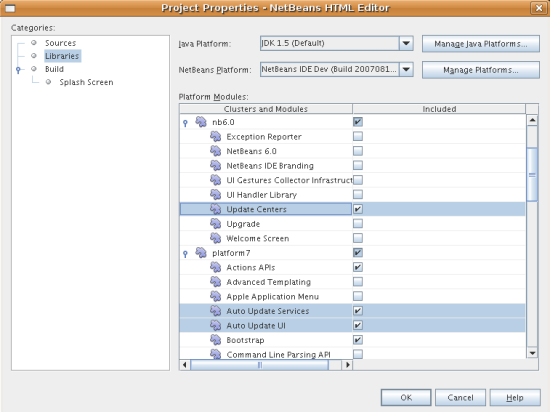 Project Properties - NetBeans HTML Editor
Categories:
Sources
Libraries
Build
Splash Screen
Java Platform:
JDK 1.5 (Default)
Manage Java Platforms...
NetBeans Platform:
NetBeans IDE Dev (Build 2007081...
Manage Platforms...
Platform Modules:
Clusters and Modules
Included
nb6.0
Exception Reporter
NetBeans 6.0
NetBeans IDE Branding
UI Gestures Collector Infrastruct
UI Handler Library
Update Centers
Upgrade
Welcome Screen
platform7
Actions APIs
Advanced Templating
Apple Application Menu
Auto Update Services
Auto Update UI
Bootstrap
Command Line Parsing API
OK
Cancel
Help